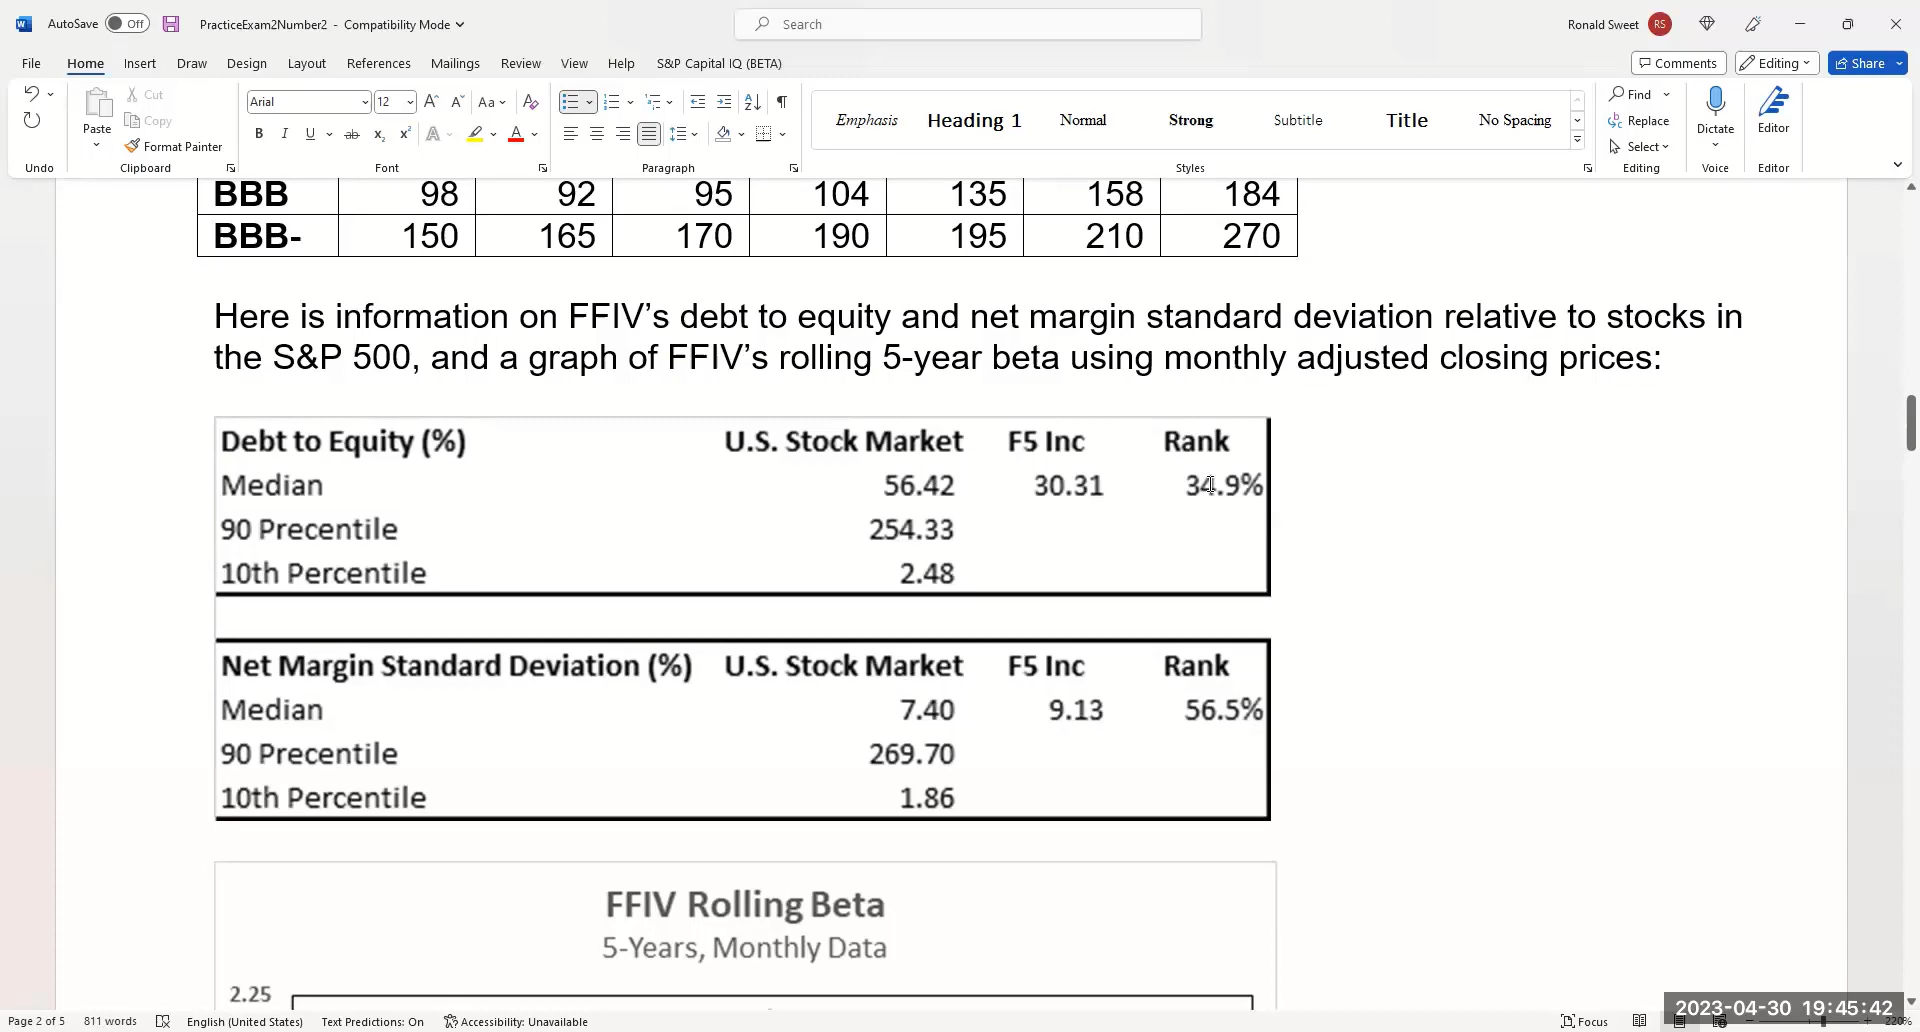 AutoSave Off PracticeExam2Number2 - Compatibility Mode Search Ronald Sweet RS
File Home Insert Draw Design Layout References Mailings Review View Help S&P Capital IQ (BETA) Comments Editing Share
Undo
Paste Cut Copy Format Painter
Clipboard
Arial 12
Font
Paragraph
Emphasis Heading 1 Normal Strong Subtitle Title No Spacing
Styles
Find Replace Select
Editing
Dictate
Voice
Editor
Editor
BBB 98 92 95 104 135 158 184
BBB- 150 165 170 190 195 210 270
Here is information on FFIV’s debt to equity and net margin standard deviation relative to stocks in
the S&P 500, and a graph of FFIV’s rolling 5-year beta using monthly adjusted closing prices:
Debt to Equity (%) U.S. Stock Market F5 Inc Rank
Median 56.42 30.31 34.9%
90 Precentile 254.33
10th Percentile 2.48
Net Margin Standard Deviation (%) U.S. Stock Market F5 Inc Rank
Median 7.40 9.13 56.5%
90 Precentile 269.70
10th Percentile 1.86
FFIV Rolling Beta
5-Years, Monthly Data
2.25
Page 2 of 5 811 words English (United States) Text Predictions: On Accessibility: Unavailable Focus 220%
2023-04-30 19:45:42